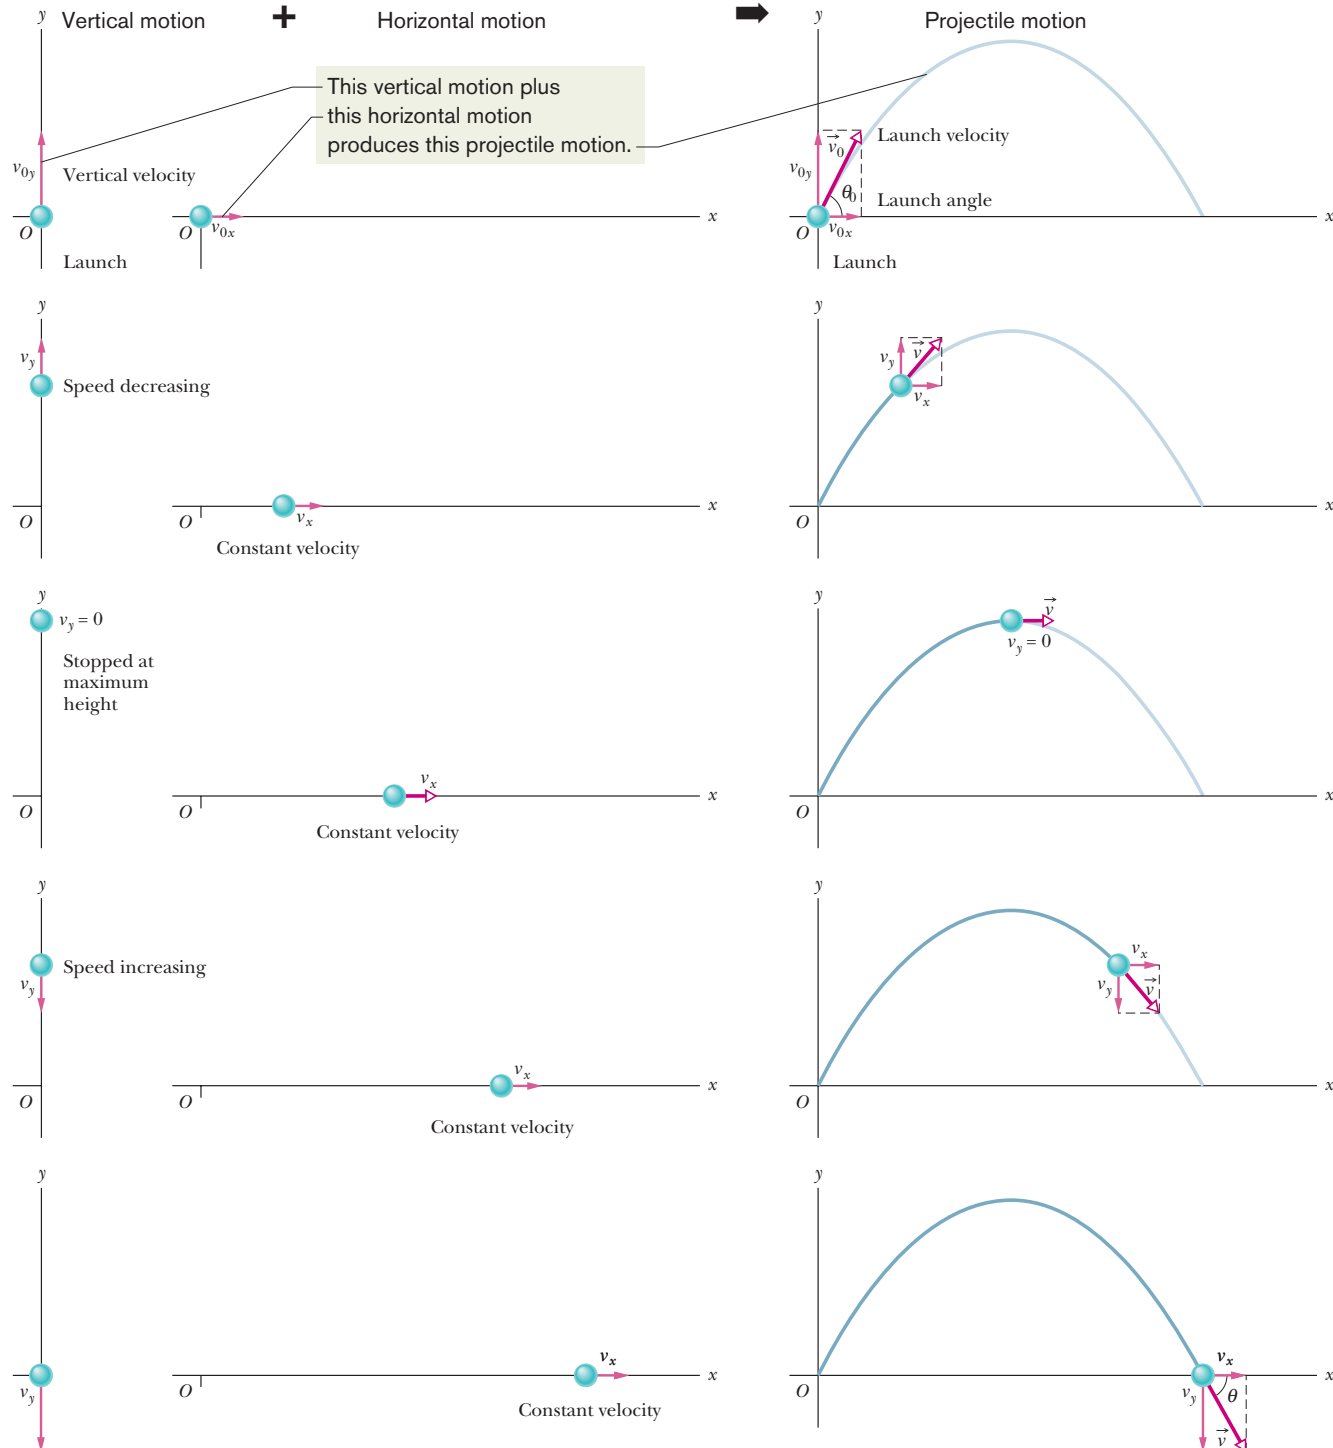 y Vertical motion + Horizontal motion ➡ y Projectile motion
This vertical motion plus
this horizontal motion
produces this projectile motion.
v0y
Vertical velocity
O
Launch
O
v0x
x
v0y
v⃗0
Launch velocity
θ0
Launch angle
O
v0x
x
Launch
y
vy
Speed decreasing
O
O
vx
x
Constant velocity
y
vy
v⃗
vx
O
x
y
vy = 0
Stopped at
maximum
height
O
O
vx
x
Constant velocity
y
v⃗
vy = 0
O
x
y
Speed increasing
vy
O
O
vx
x
Constant velocity
y
vx
vy
v⃗
O
x
y
vy
O
vx
x
Constant velocity
y
O
vx
x
vy
θ
v⃗